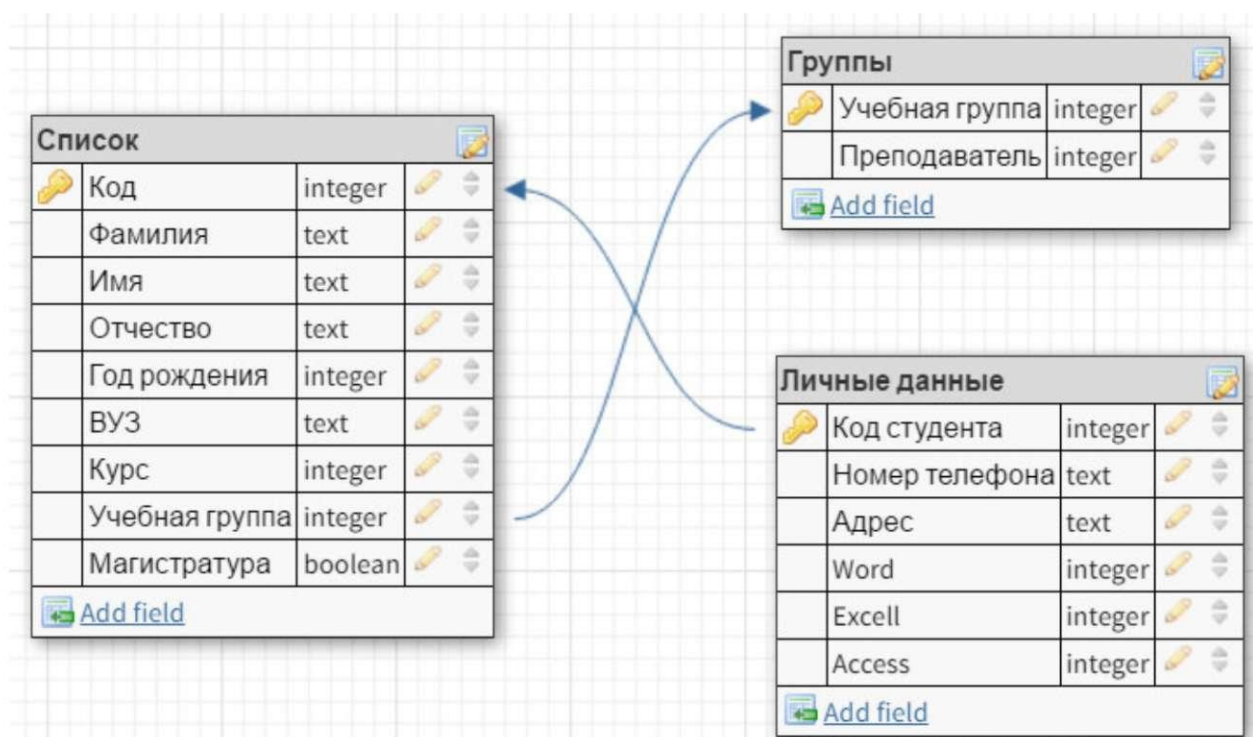 Список
Код integer
Фамилия text
Имя text
Отчество text
Год рождения integer
ВУЗ text
Курс integer
Учебная группа integer
Магистратура boolean
Add field
Группы
Учебная группа integer
Преподаватель integer
Add field
Личные данные
Код студента integer
Номер телефона text
Адрес text
Word integer
Excell integer
Access integer
Add field